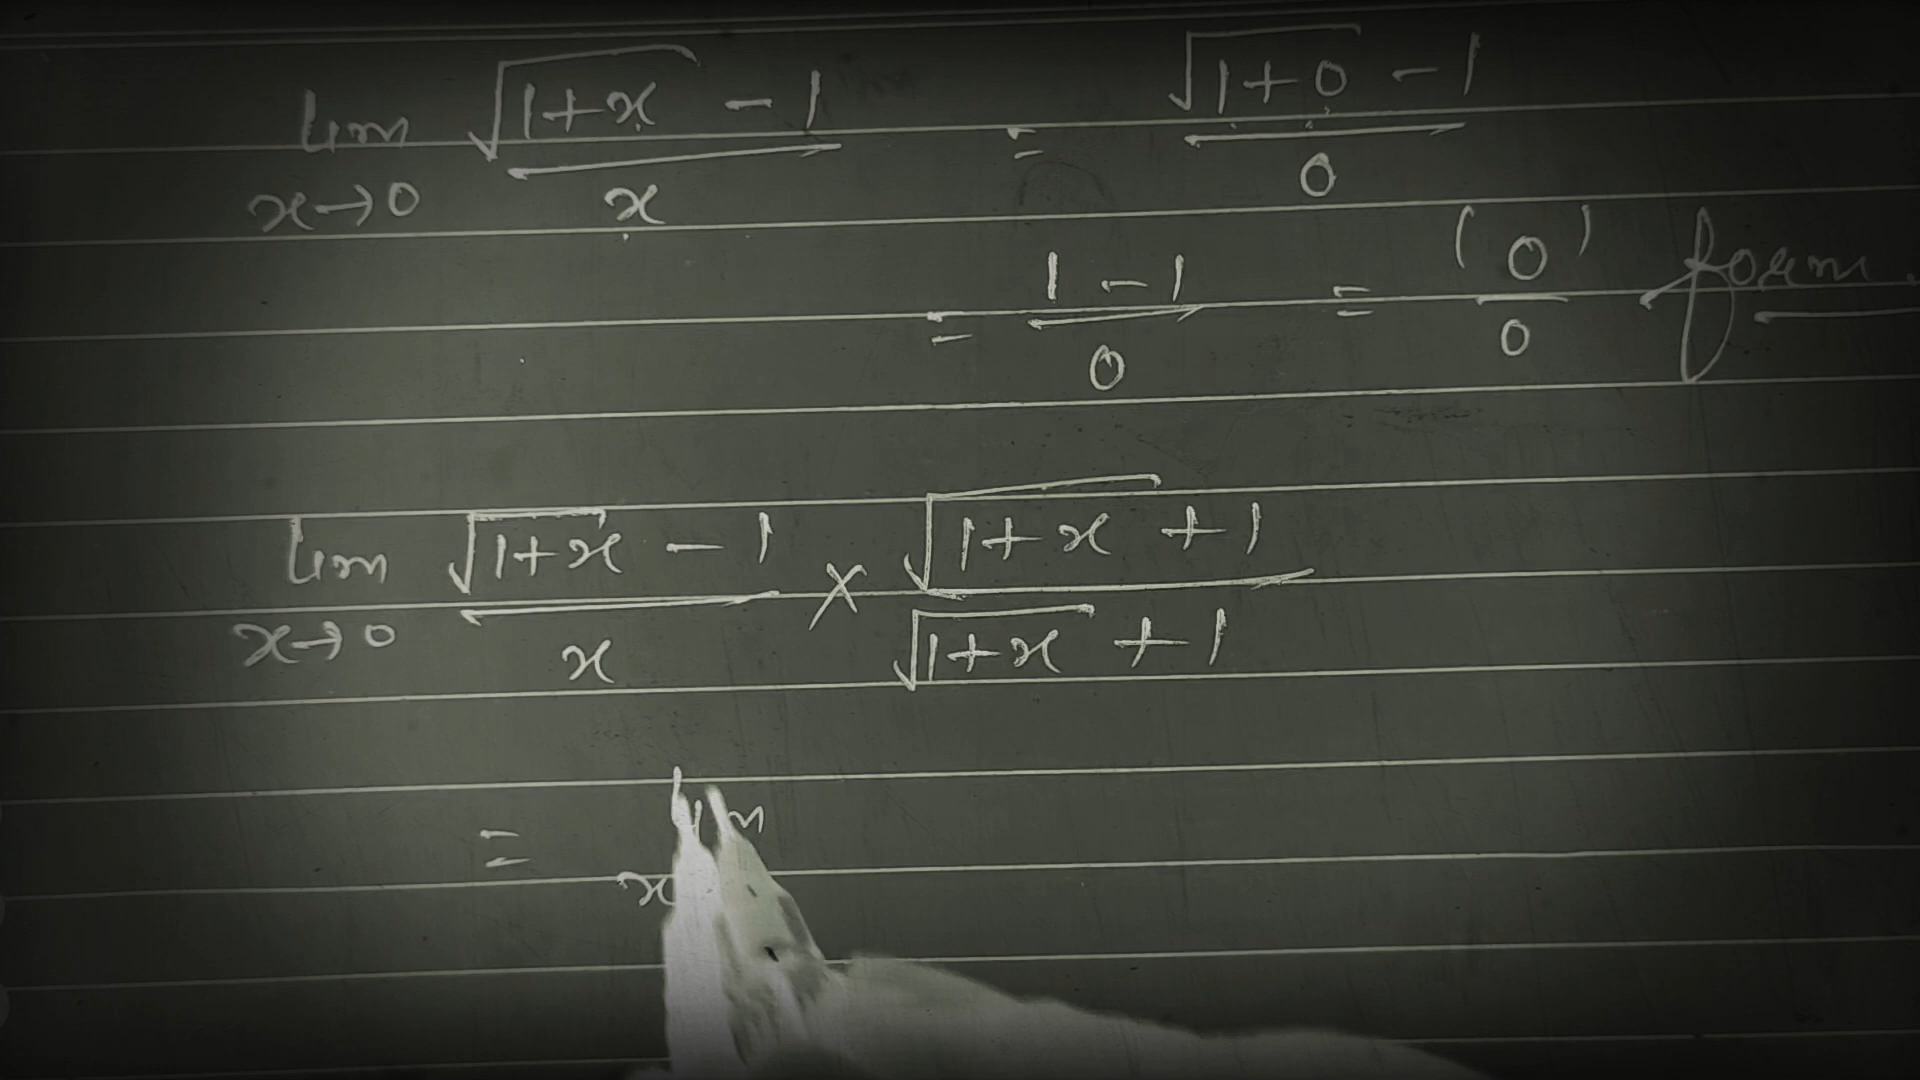 lim x→0 (√(1+x) - 1)/x = (√(1+0) - 1)/0
= (1 - 1)/0 = (0/0) form.
lim x→0 (√(1+x) - 1)/x × (√(1+x) + 1)/(√(1+x) + 1)
= lim x